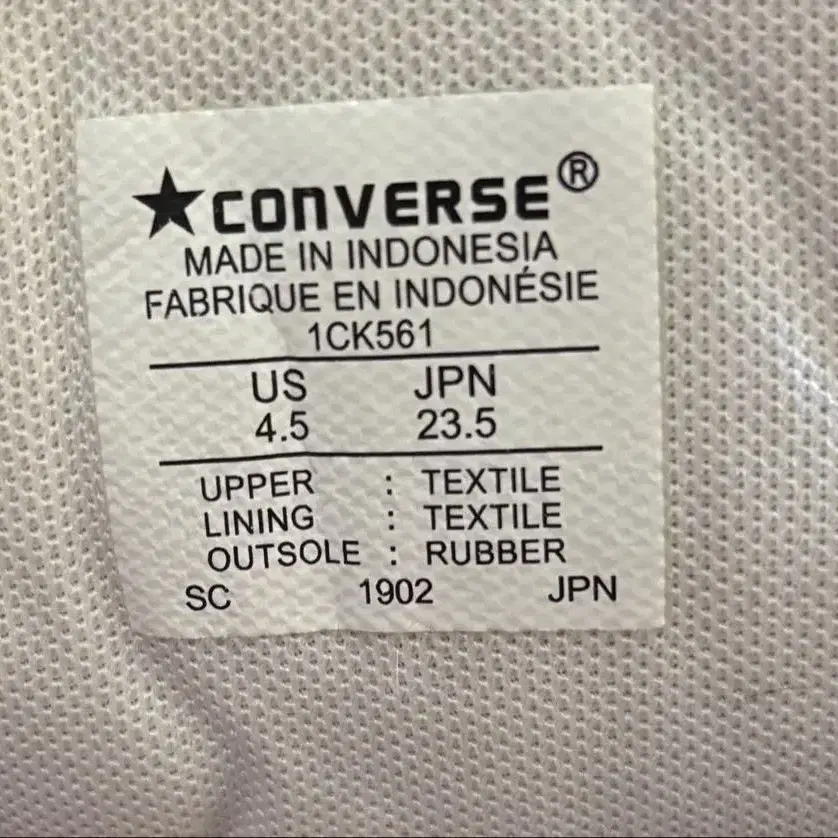 ★CONVERSE®
MADE IN INDONESIA
FABRIQUE EN INDONÉSIE
1CK561
US JPN
4.5 23.5
UPPER : TEXTILE
LINING : TEXTILE
OUTSOLE : RUBBER
SC 1902 JPN